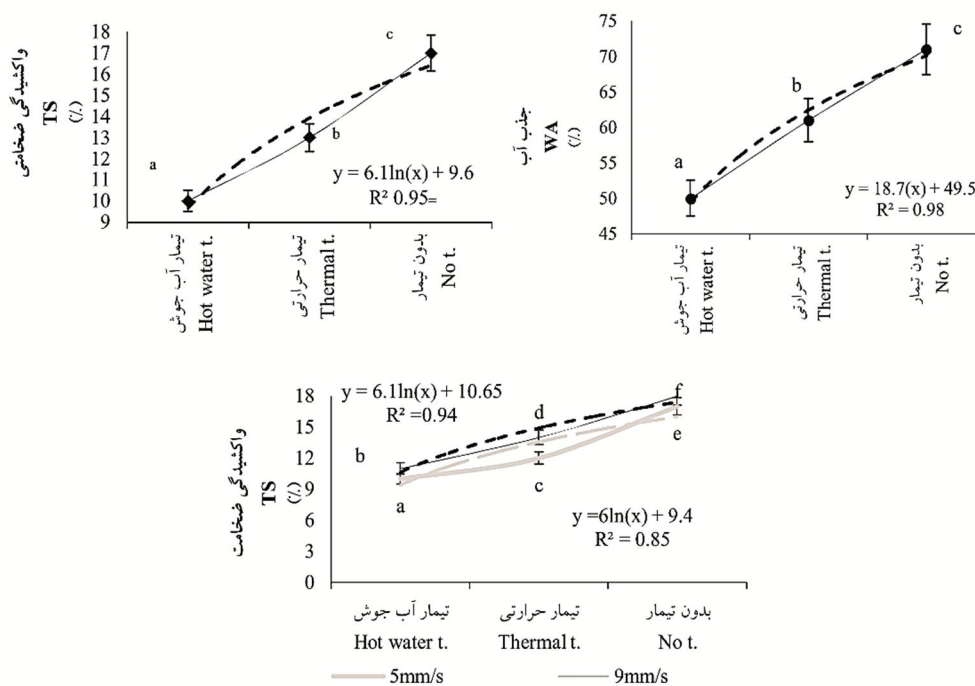 واکشیدگی ضخامتی
TS
(٪)
18
17
16
15
14
13
12
11
10
9
a
b
c
y = 6.1ln(x) + 9.6
R² 0.95=
تیمار آب جوش
Hot water t.
تیمار حرارتی
Thermal t.
بدون تیمار
No t.
جذب آب
WA
(٪)
75
70
65
60
55
50
45
a
b
c
y = 18.7(x) + 49.5
R² = 0.98
تیمار آب جوش
Hot water t.
تیمار حرارتی
Thermal t.
بدون تیمار
No t.
واکشیدگی ضخامت
TS
(٪)
18
15
12
9
6
3
0
y = 6.1ln(x) + 10.65
R² =0.94
b
a
d
c
f
e
y =6ln(x) + 9.4
R² = 0.85
تیمار آب جوش
تیمار حرارتی
بدون تیمار
Hot water t.
Thermal t.
No t.
5mm/s
9mm/s